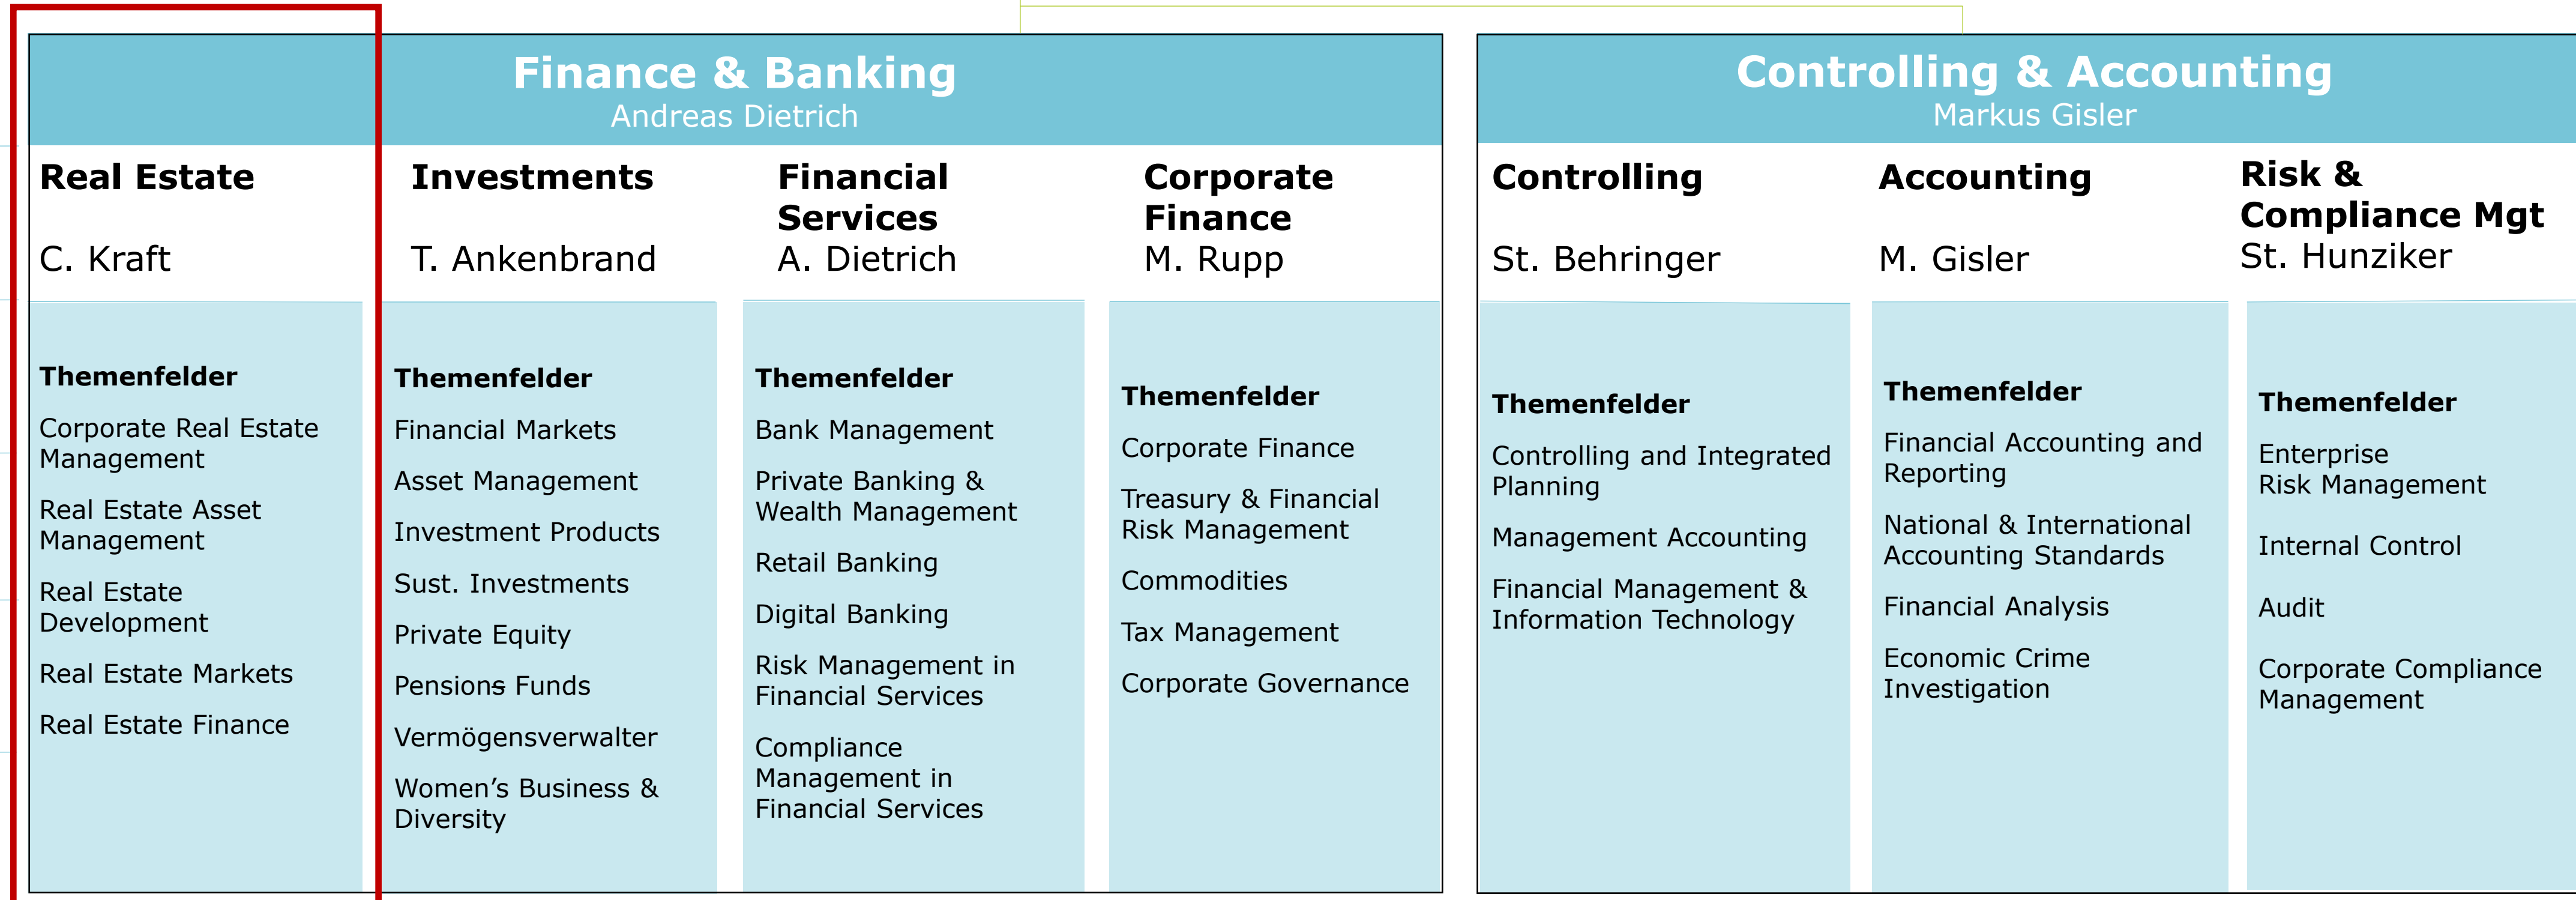 Finance & Banking
Andreas Dietrich
Real Estate
C. Kraft
Themenfelder
Corporate Real Estate
Management
Real Estate Asset
Management
Real Estate
Development
Real Estate Markets
Real Estate Finance
Investments
T. Ankenbrand
Themenfelder
Financial Markets
Asset Management
Investment Products
Sust. Investments
Private Equity
Pensions Funds
Vermögensverwalter
Women’s Business &
Diversity
Financial
Services
A. Dietrich
Themenfelder
Bank Management
Private Banking &
Wealth Management
Retail Banking
Digital Banking
Risk Management in
Financial Services
Compliance
Management in
Financial Services
Corporate
Finance
M. Rupp
Themenfelder
Corporate Finance
Treasury & Financial
Risk Management
Commodities
Tax Management
Corporate Governance
Controlling & Accounting
Markus Gisler
Controlling
St. Behringer
Themenfelder
Controlling and Integrated
Planning
Management Accounting
Financial Management &
Information Technology
Accounting
M. Gisler
Themenfelder
Financial Accounting and
Reporting
National & International
Accounting Standards
Financial Analysis
Economic Crime
Investigation
Risk &
Compliance Mgt
St. Hunziker
Themenfelder
Enterprise
Risk Management
Internal Control
Audit
Corporate Compliance
Management